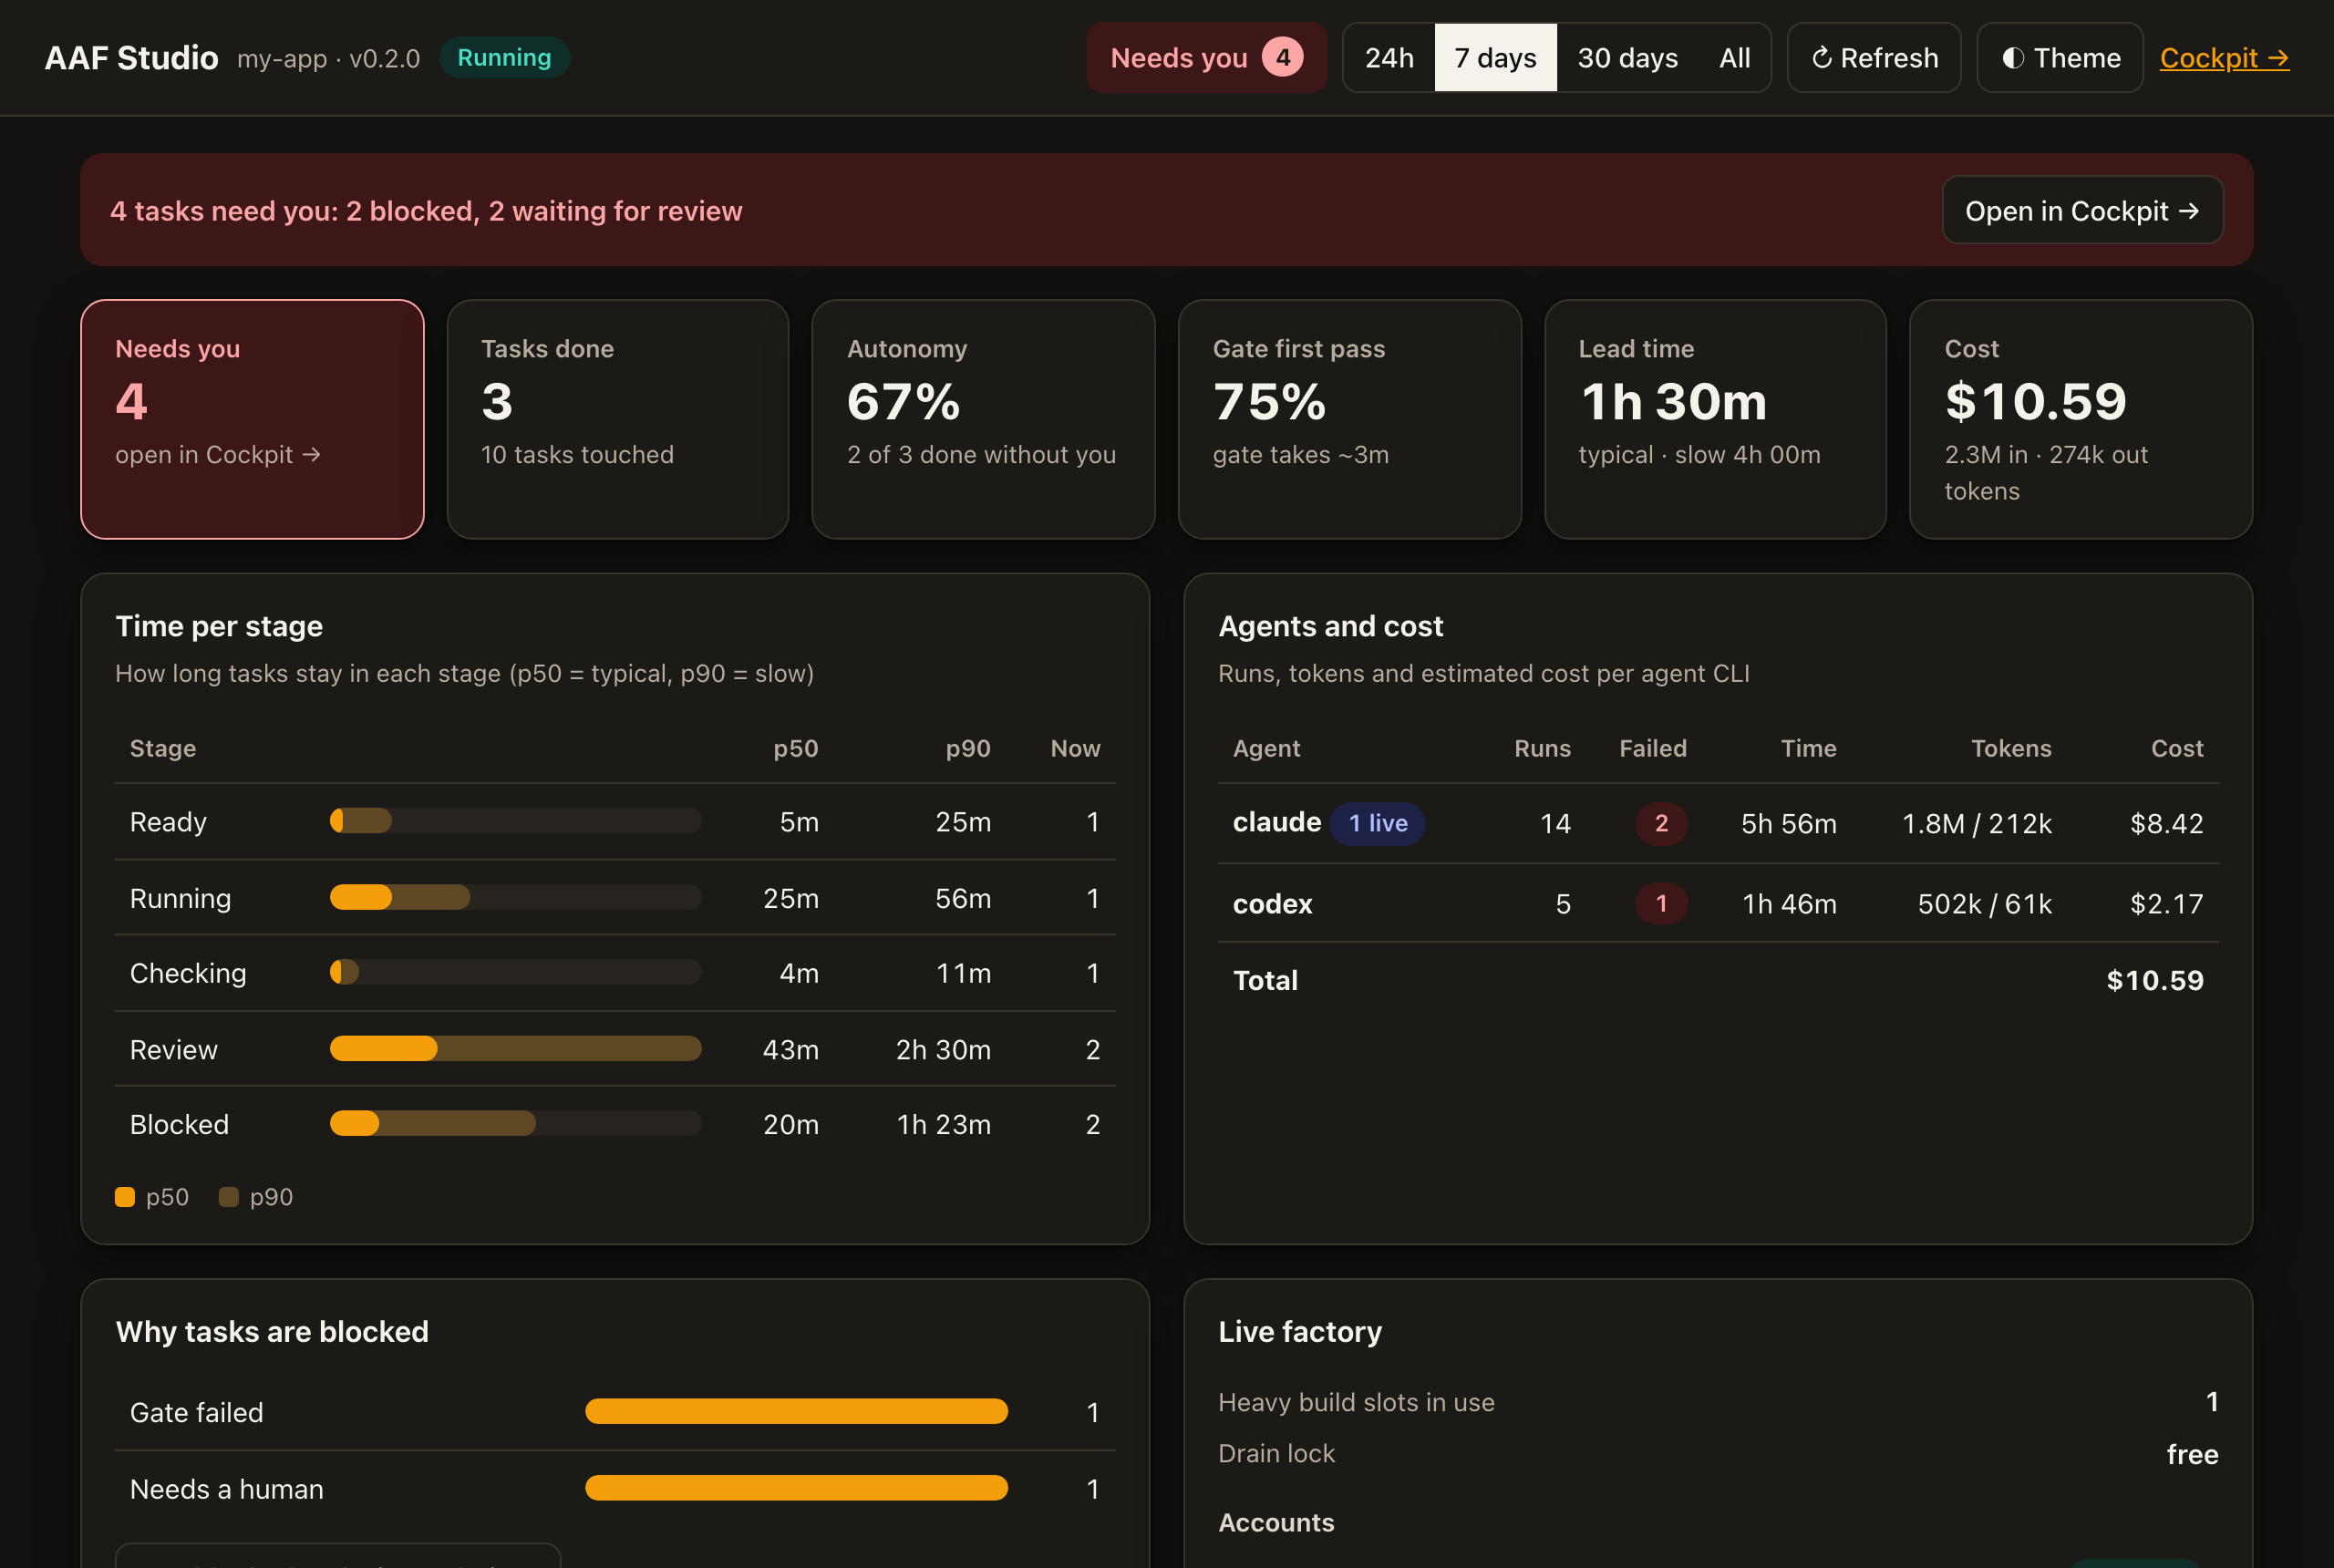 AAF Studio my-app · v0.2.0 Running Needs you 4 24h 7 days 30 days All ↻ Refresh ◐ Theme Cockpit →
4 tasks need you: 2 blocked, 2 waiting for review Open in Cockpit →
Needs you
4
open in Cockpit →
Tasks done
3
10 tasks touched
Autonomy
67%
2 of 3 done without you
Gate first pass
75%
gate takes ~3m
Lead time
1h 30m
typical · slow 4h 00m
Cost
$10.59
2.3M in · 274k out
tokens
Time per stage
How long tasks stay in each stage (p50 = typical, p90 = slow)
Stage p50 p90 Now
Ready 5m 25m 1
Running 25m 56m 1
Checking 4m 11m 1
Review 43m 2h 30m 2
Blocked 20m 1h 23m 2
p50 p90
Agents and cost
Runs, tokens and estimated cost per agent CLI
Agent Runs Failed Time Tokens Cost
claude 1 live 14 2 5h 56m 1.8M / 212k $8.42
codex 5 1 1h 46m 502k / 61k $2.17
Total $10.59
Why tasks are blocked
Gate failed 1
Needs a human 1
Live factory
Heavy build slots in use 1
Drain lock free
Accounts